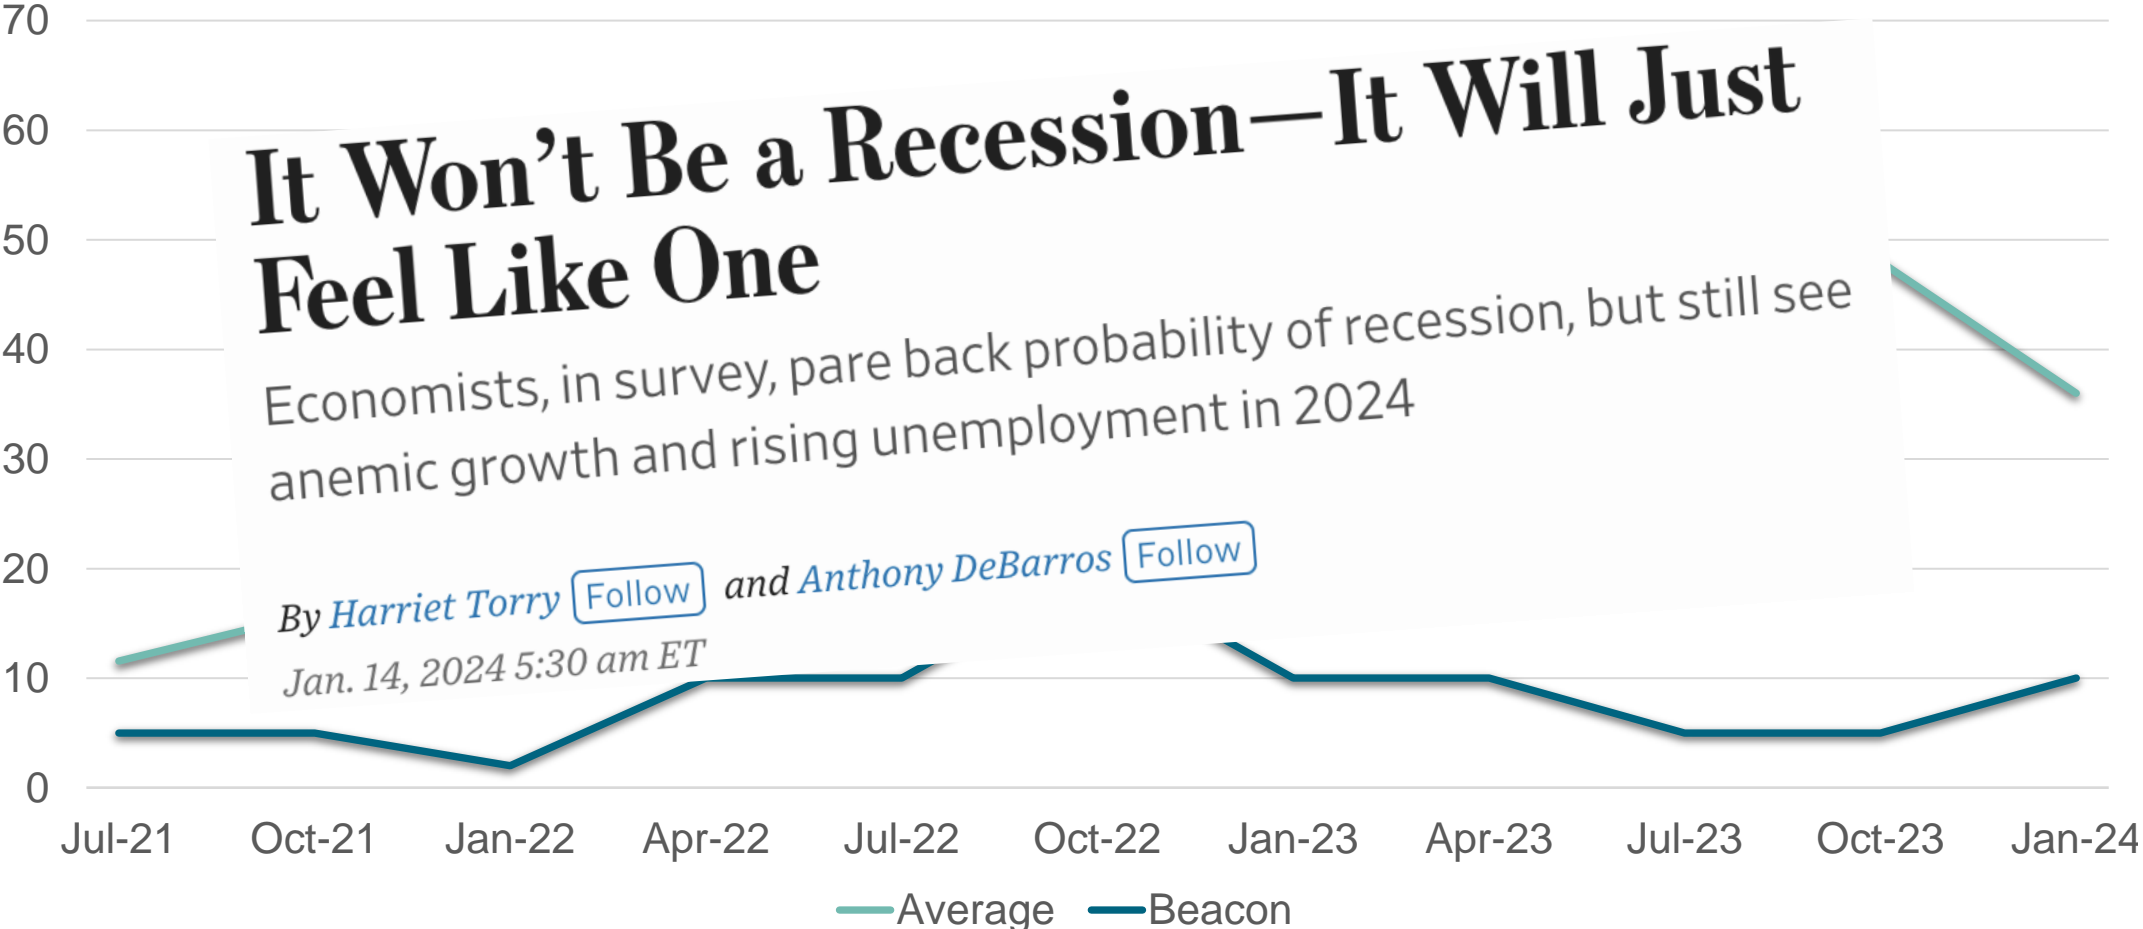 70
60
50
40
30
20
10
0
It Won’t Be a Recession—It Will Just
Feel Like One
Economists, in survey, pare back probability of recession, but still see
anemic growth and rising unemployment in 2024
By Harriet Torry Follow and Anthony DeBarros Follow
Jan. 14, 2024 5:30 am ET
Jul-21 Oct-21 Jan-22 Apr-22 Jul-22 Oct-22 Jan-23 Apr-23 Jul-23 Oct-23 Jan-24
Average Beacon